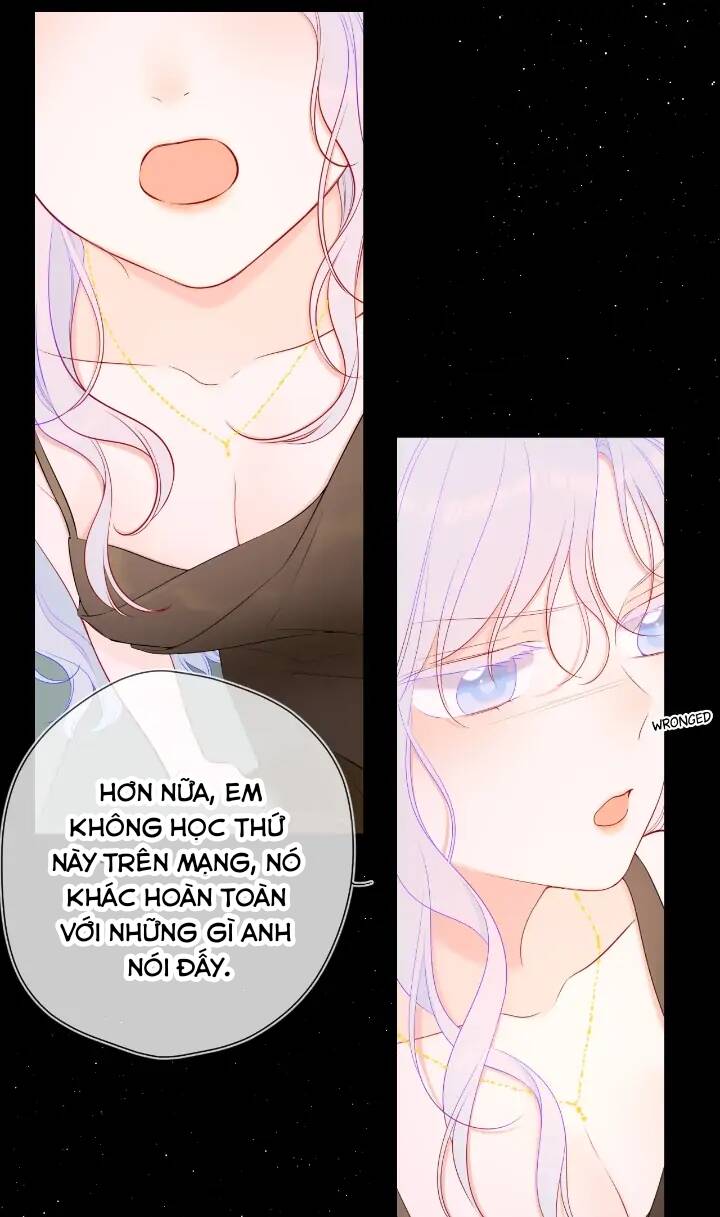 WRONGED
HƠN NỮA, EM
KHÔNG HỌC THỨ
NÀY TRÊN MẠNG, NÓ
KHÁC HOÀN TOÀN
VỚI NHỮNG GÌ ANH
NÓI ĐẤY.